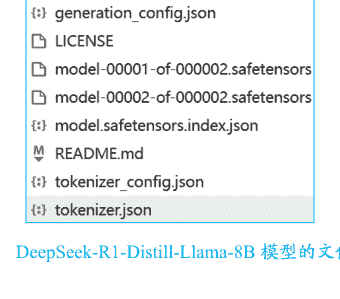 generation_config.json
LICENSE
model-00001-of-000002.safetensors
model-00002-of-000002.safetensors
model.safetensors.index.json
README.md
tokenizer_config.json
tokenizer.json
DeepSeek-R1-Distill-Llama-8B 模型的文